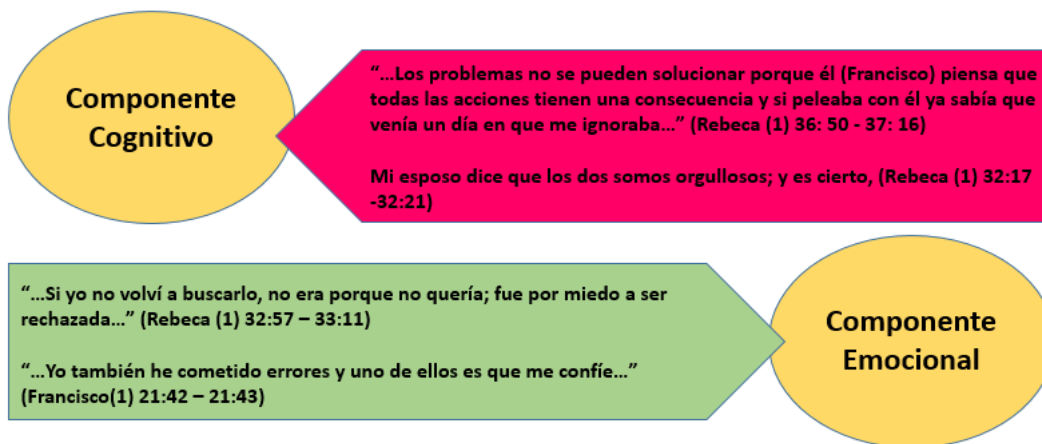 Componente
Cognitivo
“...Los problemas no se pueden solucionar porque él (Francisco) piensa que
todas las acciones tienen una consecuencia y si peleaba con él ya sabía que
venía un día en que me ignoraba...” (Rebeca (1) 36: 50 - 37: 16)
Mi esposo dice que los dos somos orgullosos; y es cierto, (Rebeca (1) 32:17
-32:21)
“...Si yo no volví a buscarlo, no era porque no quería; fue por miedo a ser
rechazada...” (Rebeca (1) 32:57 – 33:11)
“...Yo también he cometido errores y uno de ellos es que me confíe...”
(Francisco(1) 21:42 – 21:43)
Componente
Emocional